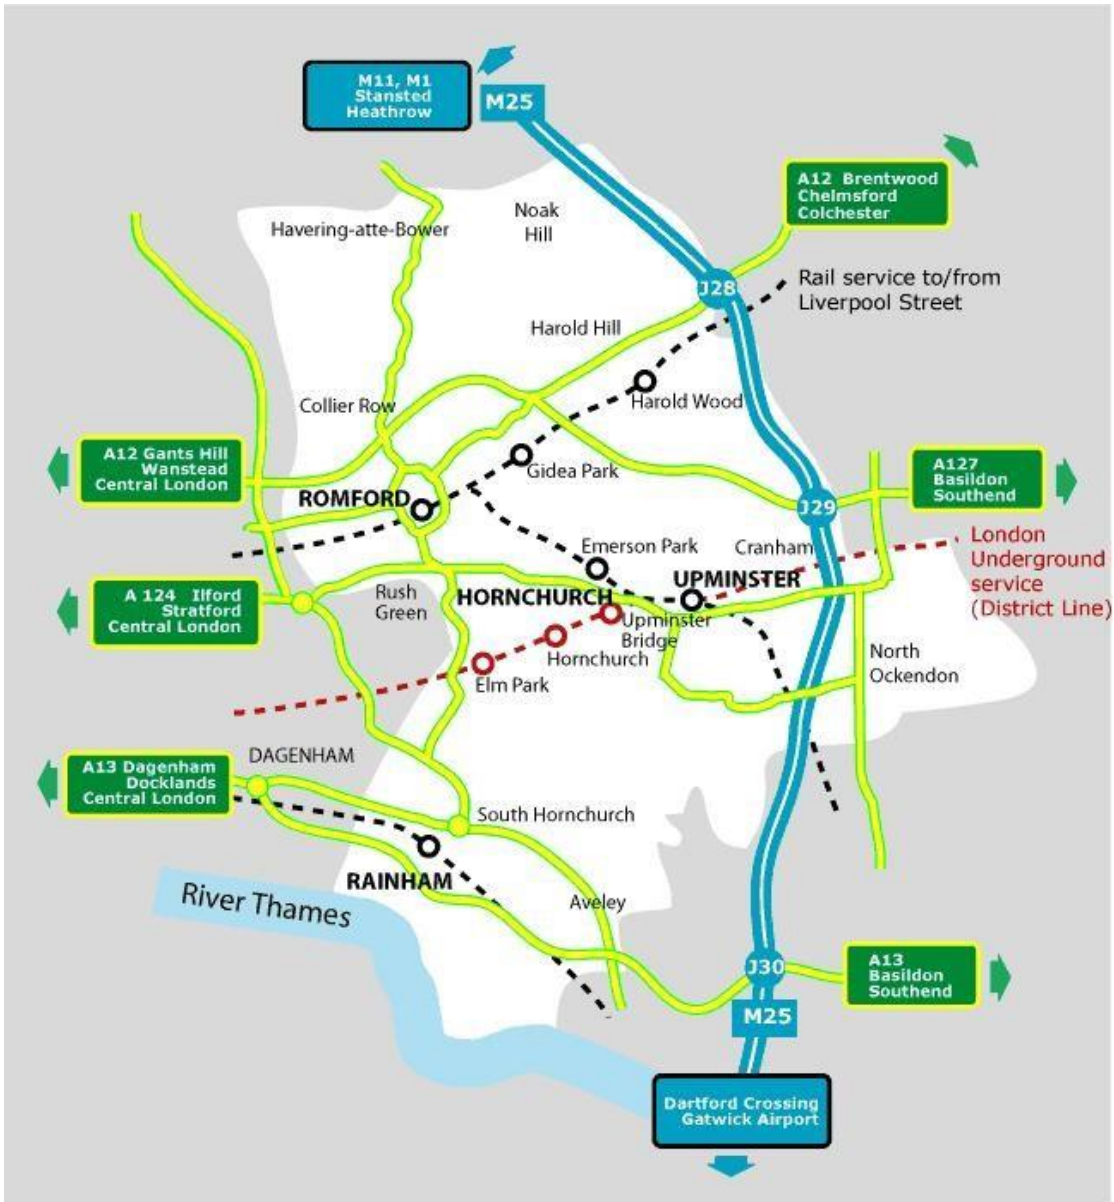 M11, M1
Stansted
Heathrow
M25
A12 Brentwood
Chelmsford
Colchester
Noak
Hill
Havering-atte-Bower
J28
Rail service to/from
Liverpool Street
Harold Hill
Collier Row
Harold Wood
A12 Gants Hill
Wanstead
Central London
Gidea Park
A127
Basildon
Southend
ROMFORD
J29
London
Underground
service
(District Line)
Emerson Park
Cranham
UPMINSTER
A 124 Ilford
Stratford
Central London
Rush
Green
HORNCHURCH
Upminster
Bridge
Hornchurch
North
Ockendon
Elm Park
DAGENHAM
A13 Dagenham
Docklands
Central London
South Hornchurch
RAINHAM
River Thames
Aveley
J30
A13
Basildon
Southend
M25
Dartford Crossing
Gatwick Airport